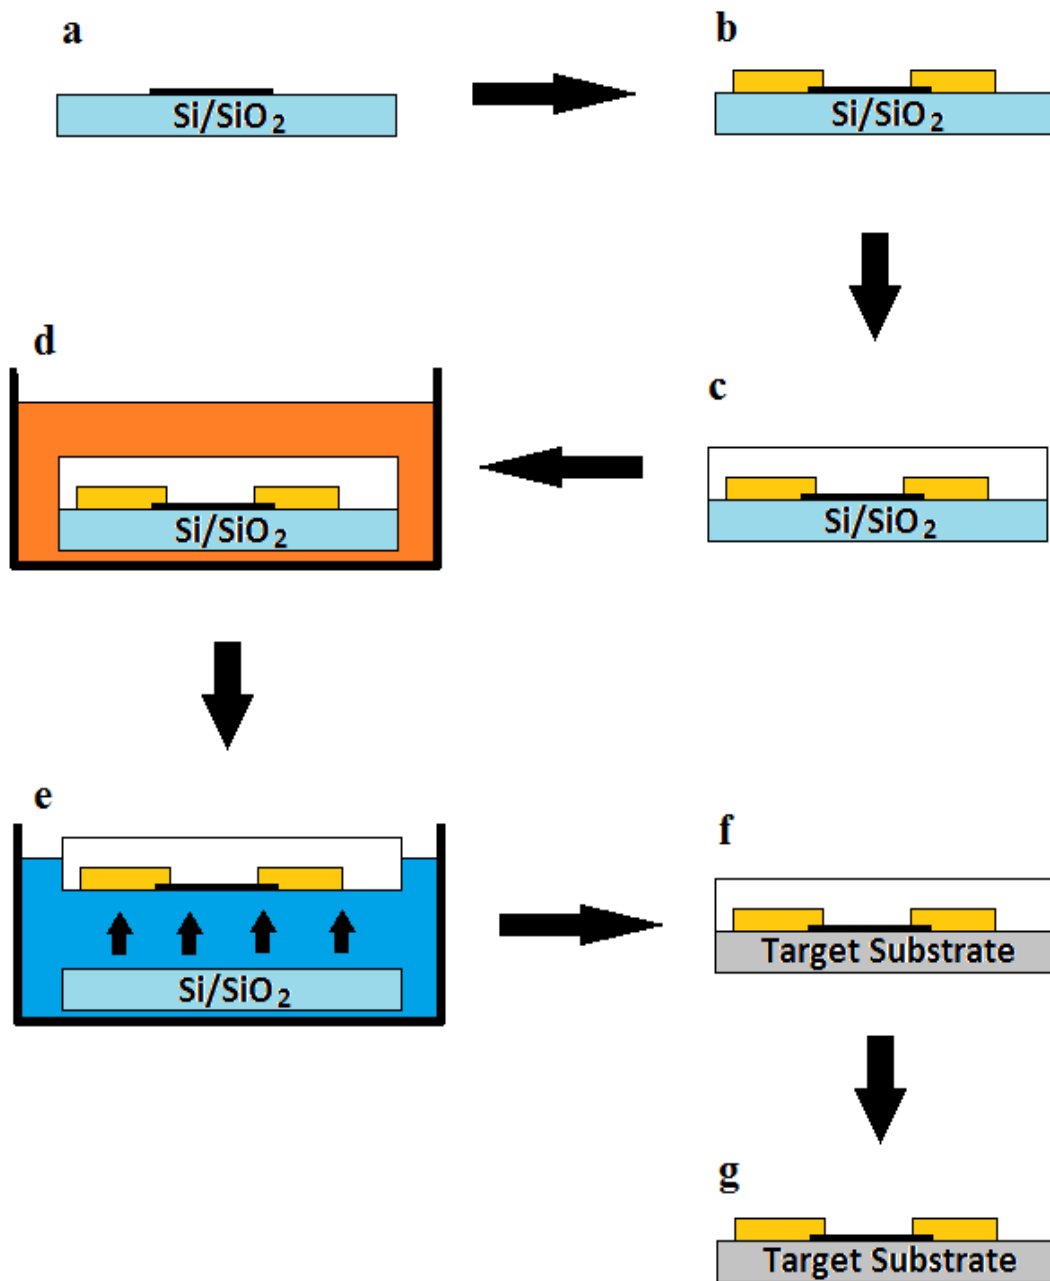 a
Si/SiO₂
b
Si/SiO₂
d
Si/SiO₂
c
Si/SiO₂
e
Si/SiO₂
f
Target Substrate
g
Target Substrate